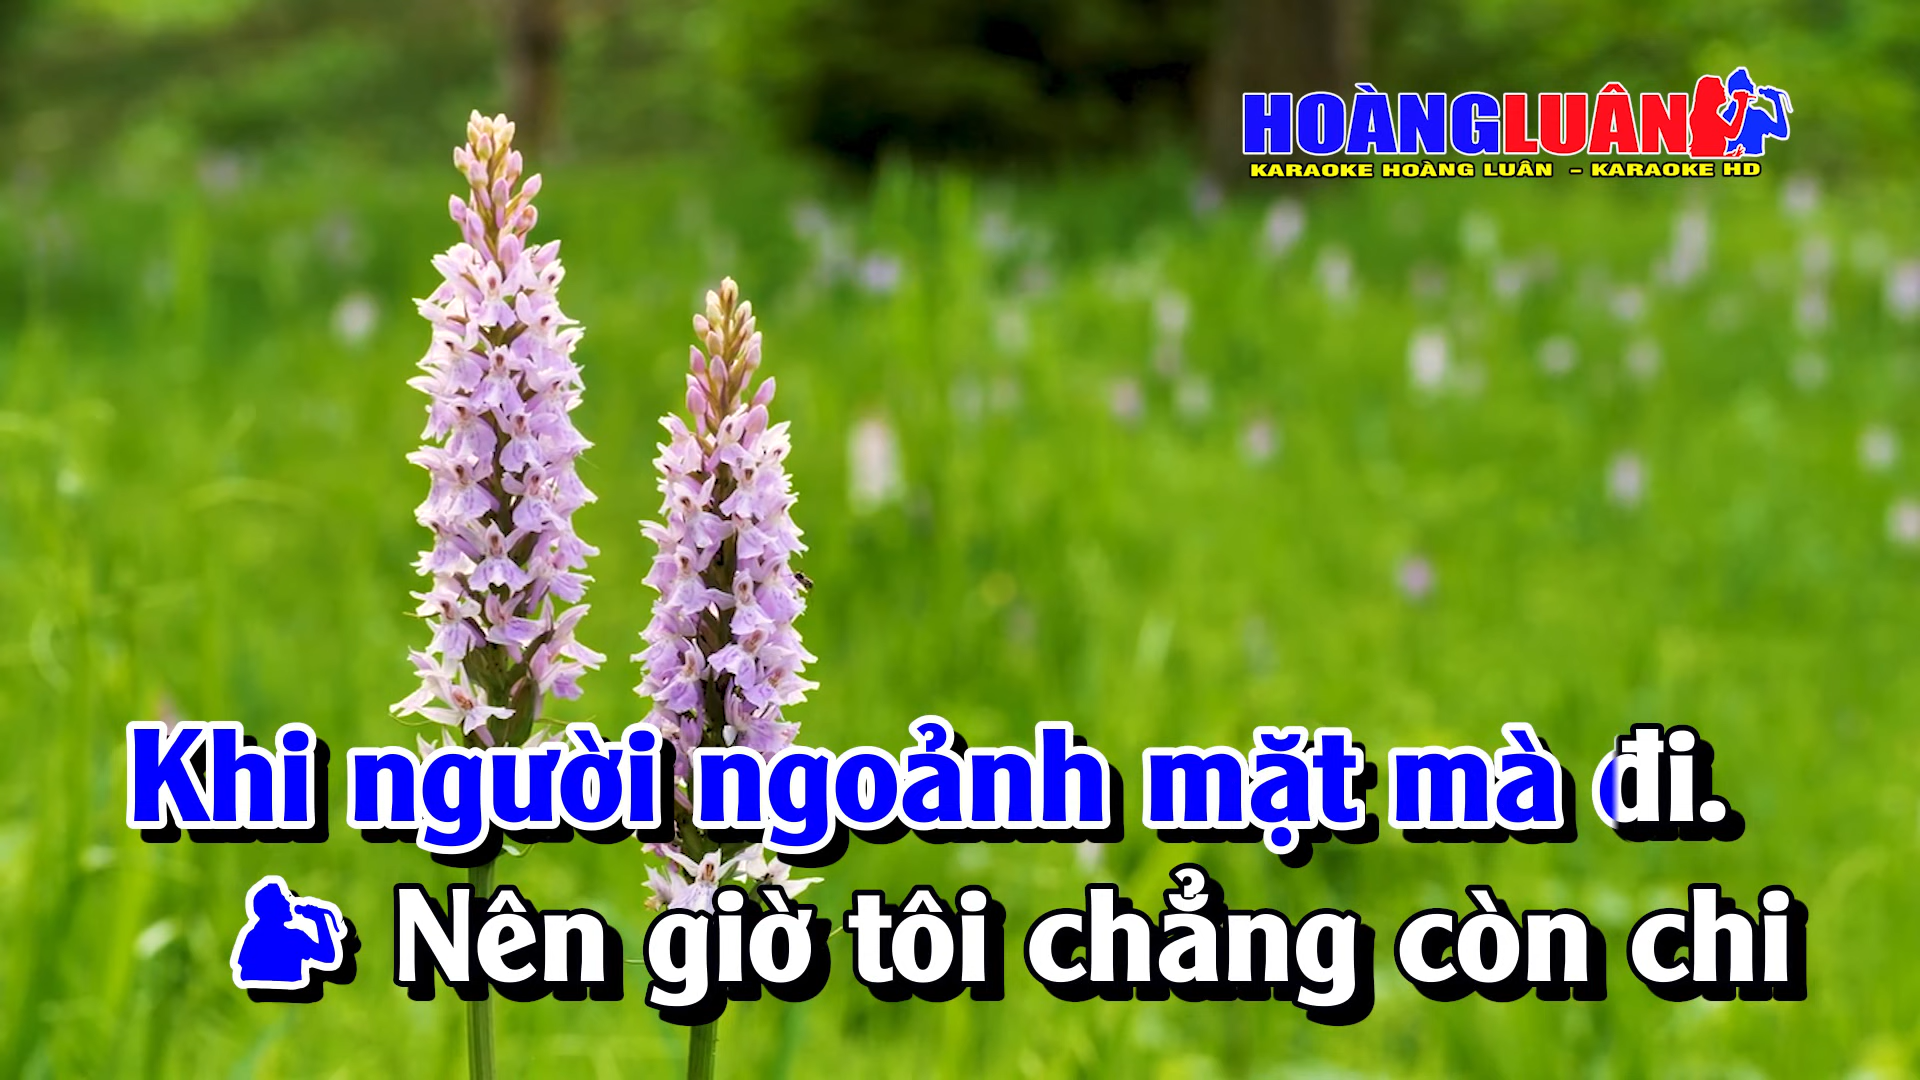 HOÀNGLUÂN
KARAOKE HOÀNG LUÂN - KARAOKE HD
Khi người ngoảnh mặt mà đi.
Nên giờ tôi chẳng còn chi